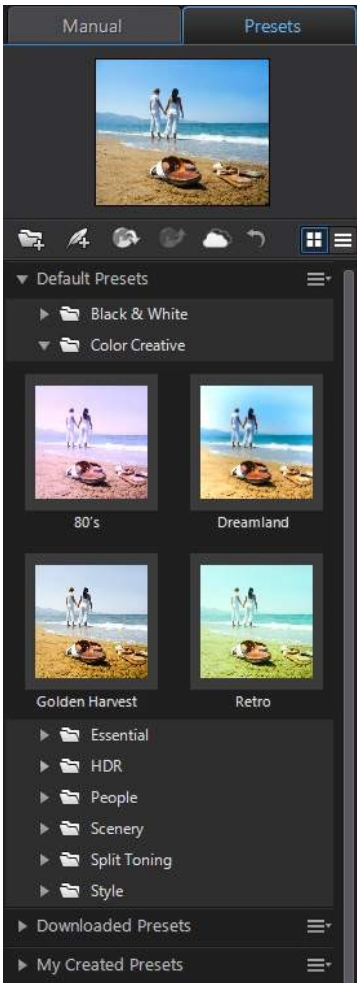 Manual Presets
Default Presets
Black & White
Color Creative
80's Dreamland
Golden Harvest Retro
Essential
HDR
People
Scenery
Split Toning
Style
Downloaded Presets
My Created Presets